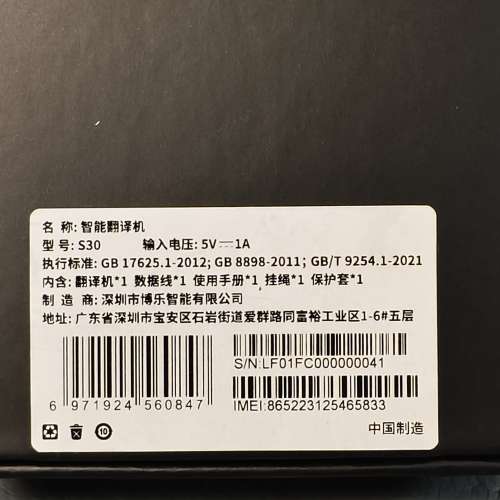 名 称: 智能翻译机
型 号: S30 输入电压: 5V⎓1A
执行标准: GB 17625.1-2012; GB 8898-2011; GB/T 9254.1-2021
内含: 翻译机*1 数据线*1 使用手册*1 挂绳*1 保护套*1
制 造 商: 深圳市博乐智能有限公司
地址: 广东省深圳市宝安区石岩街道爱群路同富裕工业区1-6#五层
S/N:LF01FC000000041
6 971924 560847
IMEI:865223125465833
10
中国制造